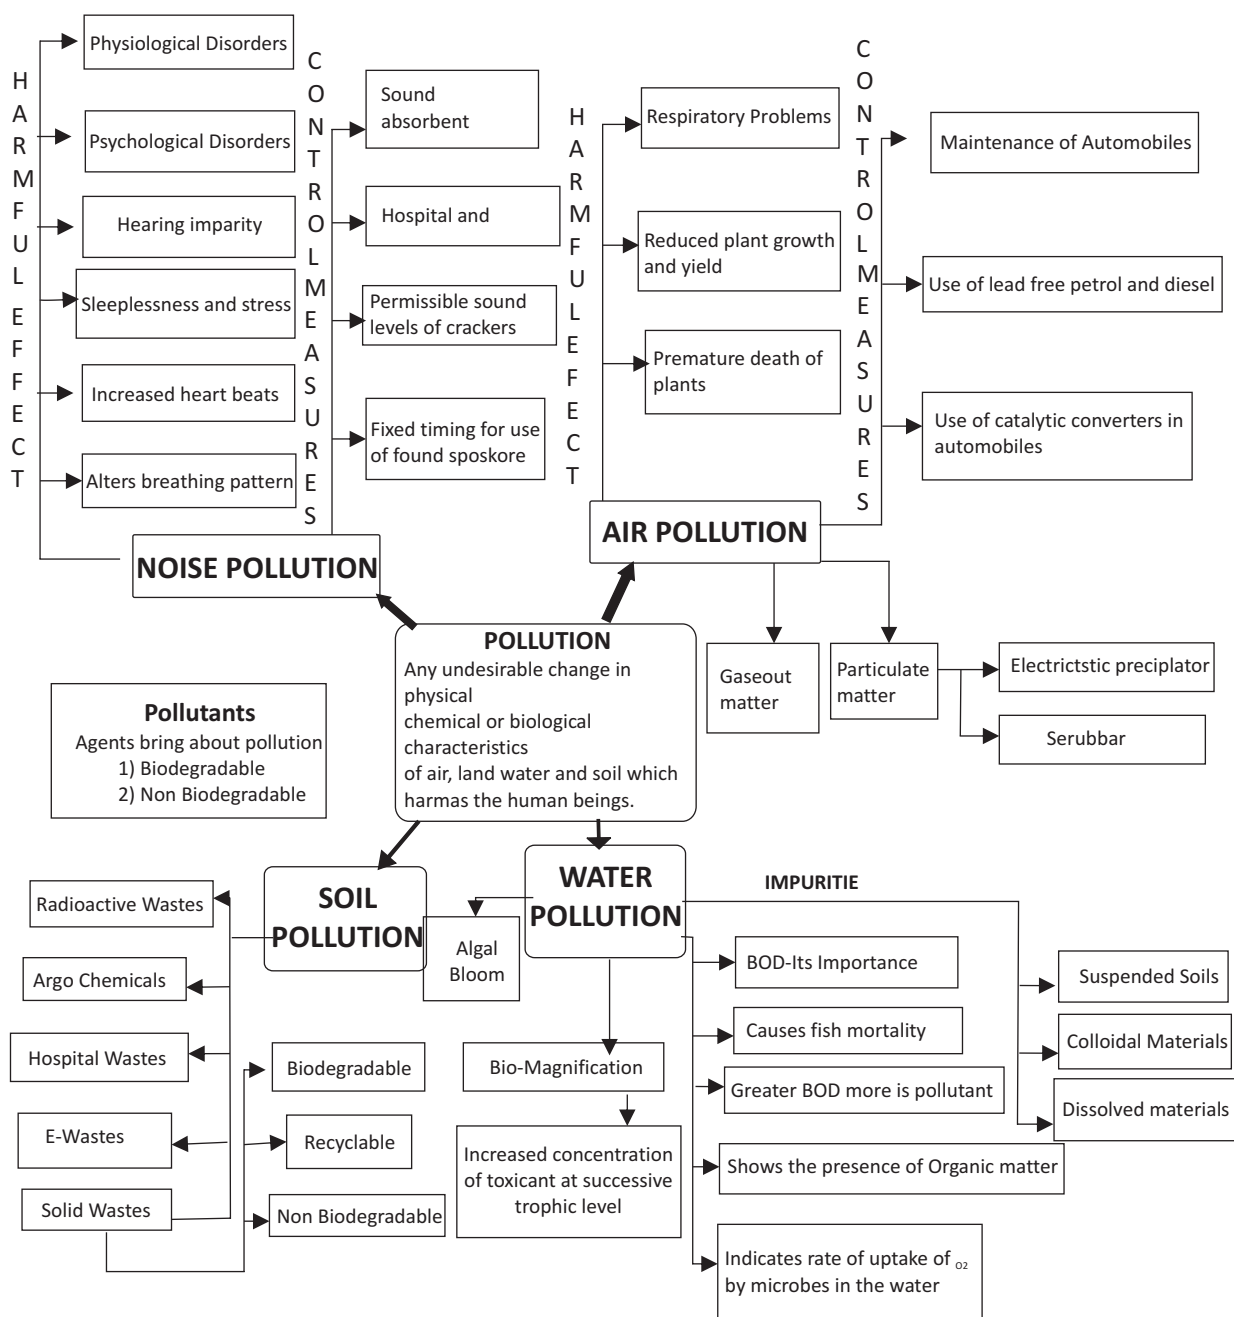 Physiological Disorders
Psychological Disorders
Hearing imparity
Sleeplessness and stress
Increased heart beats
Alters breathing pattern
HARMFUL EFFECT
CONTROL MEASURES
Sound
absorbent
Hospital and
Permissible sound
levels of crackers
Fixed timing for use
of found sposkore
NOISE POLLUTION
HARMFUL EFECT
Respiratory Problems
Reduced plant growth
and yield
Premature death of
plants
CONTROL MEASURES
Maintenance of Automobiles
Use of lead free petrol and diesel
Use of catalytic converters in
automobiles
AIR POLLUTION
Gaseout
matter
Particulate
matter
Electrictstic preciplator
Serubbar
POLLUTION
Any undesirable change in
physical
chemical or biological
characteristics
of air, land water and soil which
harmas the human beings.
Pollutants
Agents bring about pollution
1) Biodegradable
2) Non Biodegradable
SOIL
POLLUTION
Radioactive Wastes
Argo Chemicals
Hospital Wastes
E-Wastes
Solid Wastes
Biodegradable
Recyclable
Non Biodegradable
WATER
POLLUTION
Algal
Bloom
Bio-Magnification
Increased concentration
of toxicant at successive
trophic level
BOD-Its Importance
Causes fish mortality
Greater BOD more is pollutant
Shows the presence of Organic matter
Indicates rate of uptake of O2
by microbes in the water
IMPURITIE
Suspended Soils
Colloidal Materials
Dissolved materials